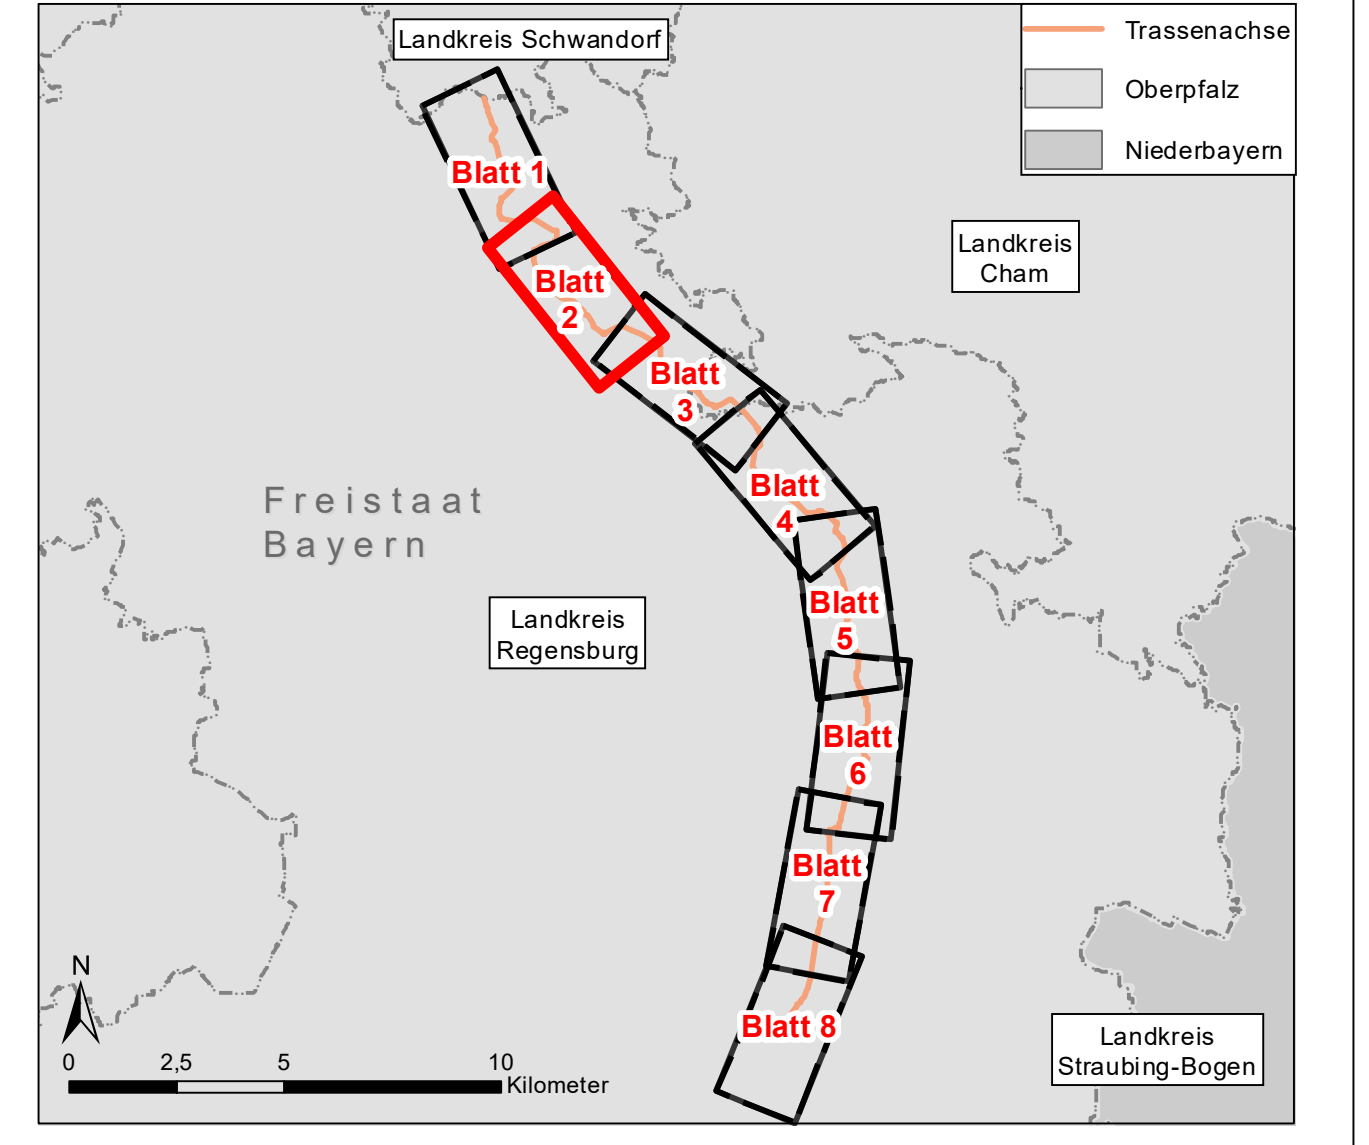 Landkreis Schwandorf
Trassenachse
Oberpfalz
Niederbayern
Blatt 1
Landkreis
Cham
Blatt
2
Blatt
3
Freistaat
Bayern
Blatt
4
Landkreis
Regensburg
Blatt
5
Blatt
6
Blatt
7
N
Blatt 8
Landkreis
Straubing-Bogen
0 2,5 5 10
Kilometer